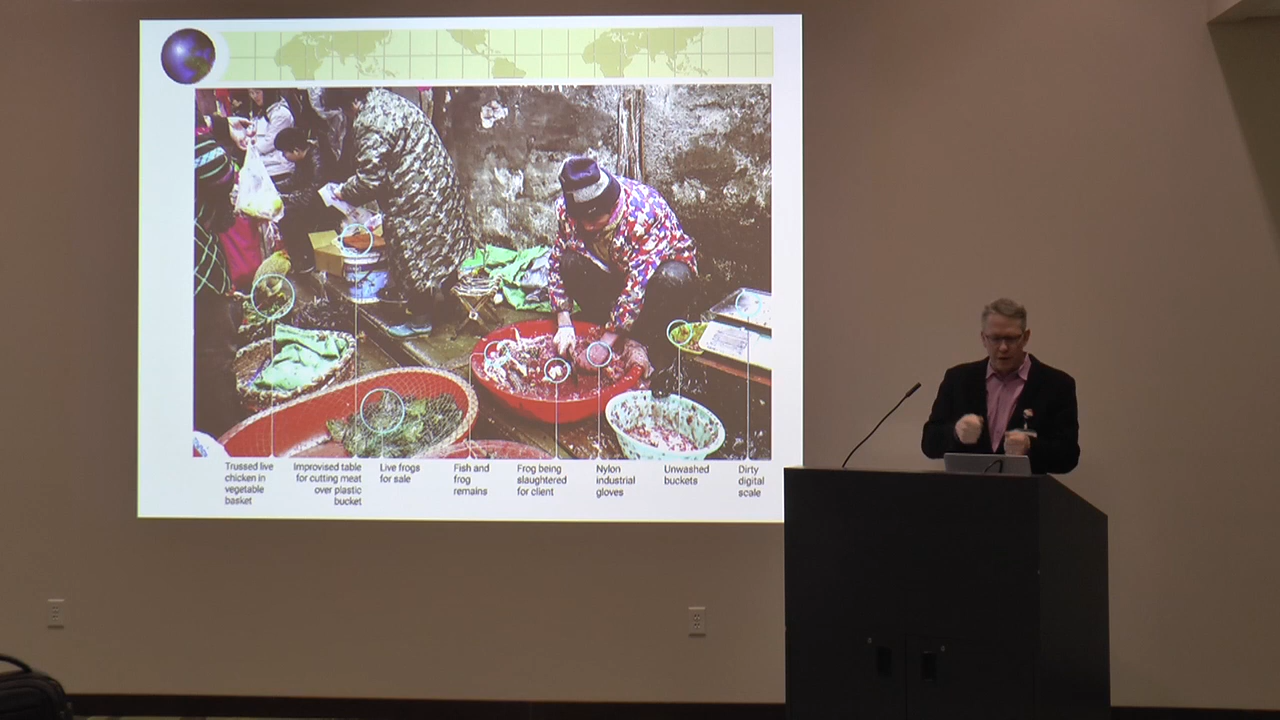 Trussed live
chicken in
vegetable
basket
Improvised table
for cutting meat
over plastic
bucket
Live frogs
for sale
Fish and
frog
remains
Frog being
slaughtered
for client
Nylon
industrial
gloves
Unwashed
buckets
Dirty
digital
scale